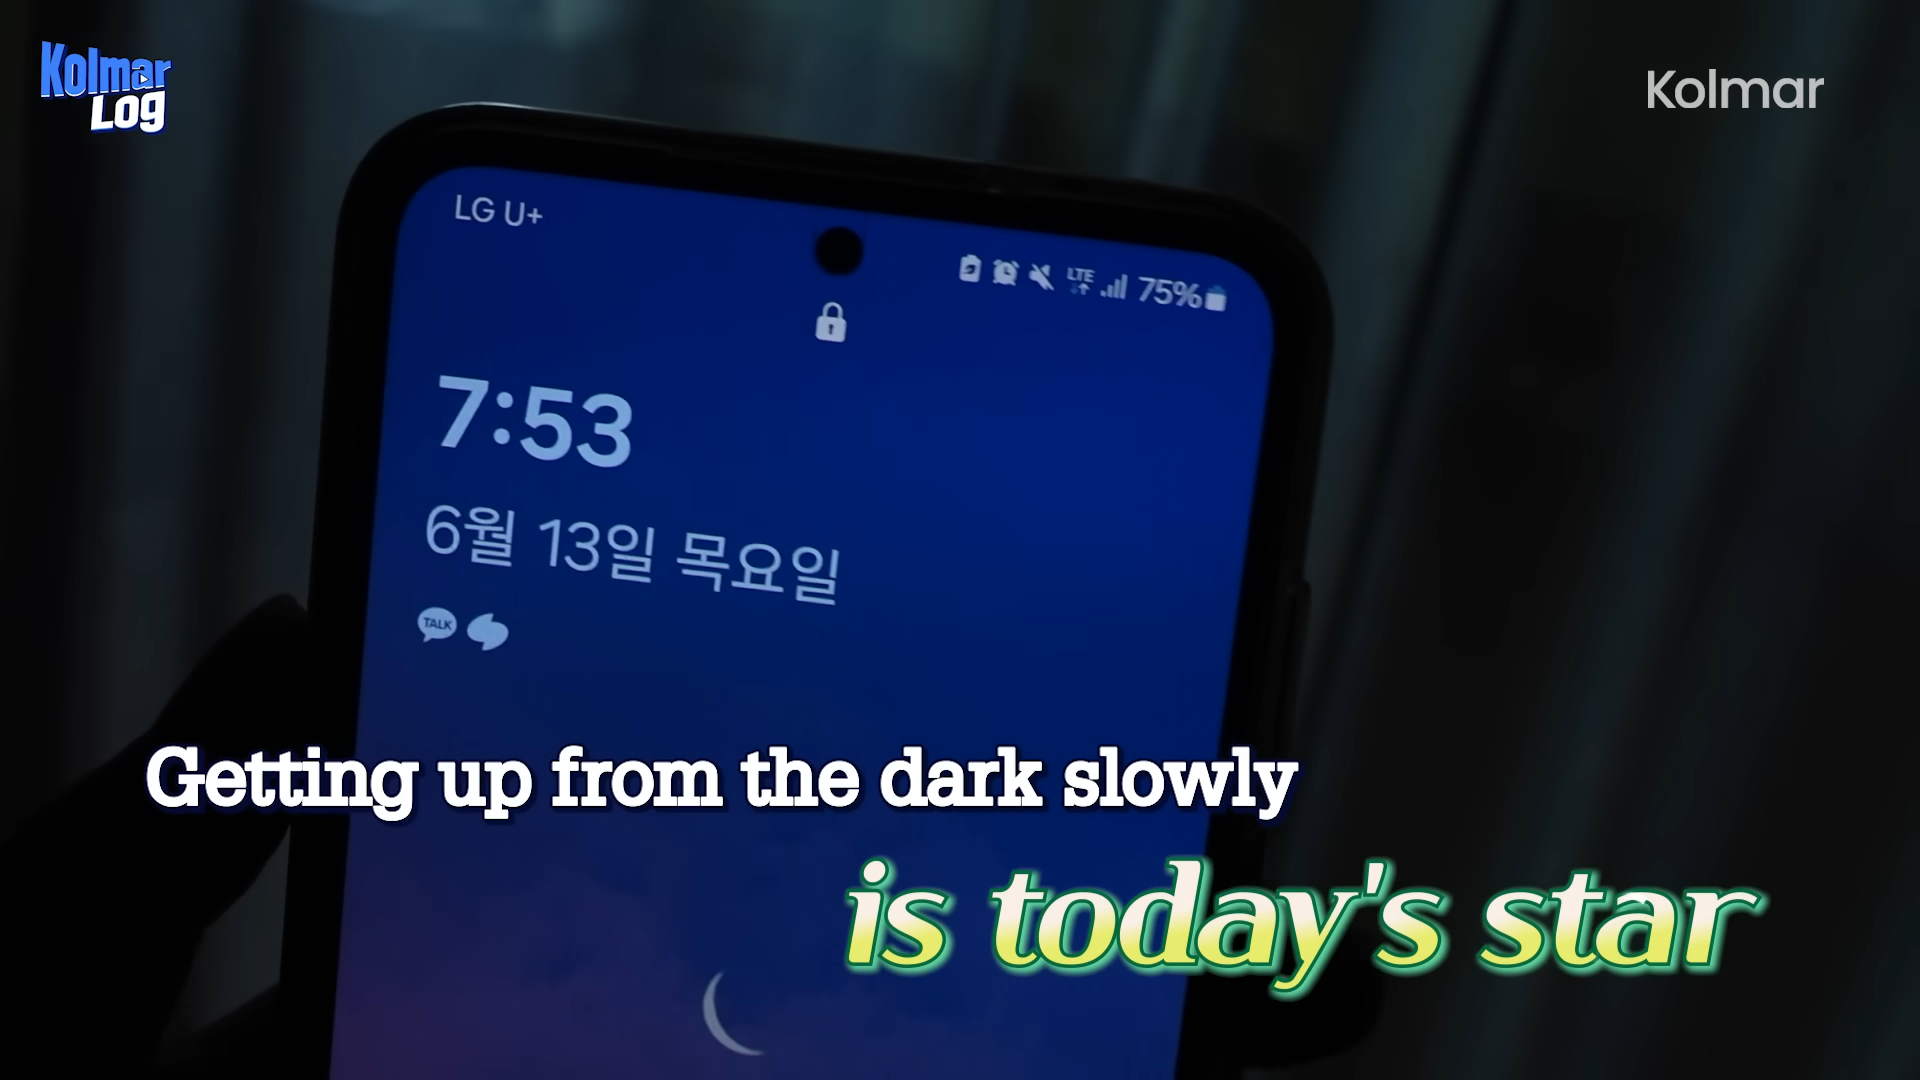 Kolmar
Log
Kolmar
LG U+
LTE
75%
7:53
6월 13일 목요일
TALK
Getting up from the dark slowly
is today's star